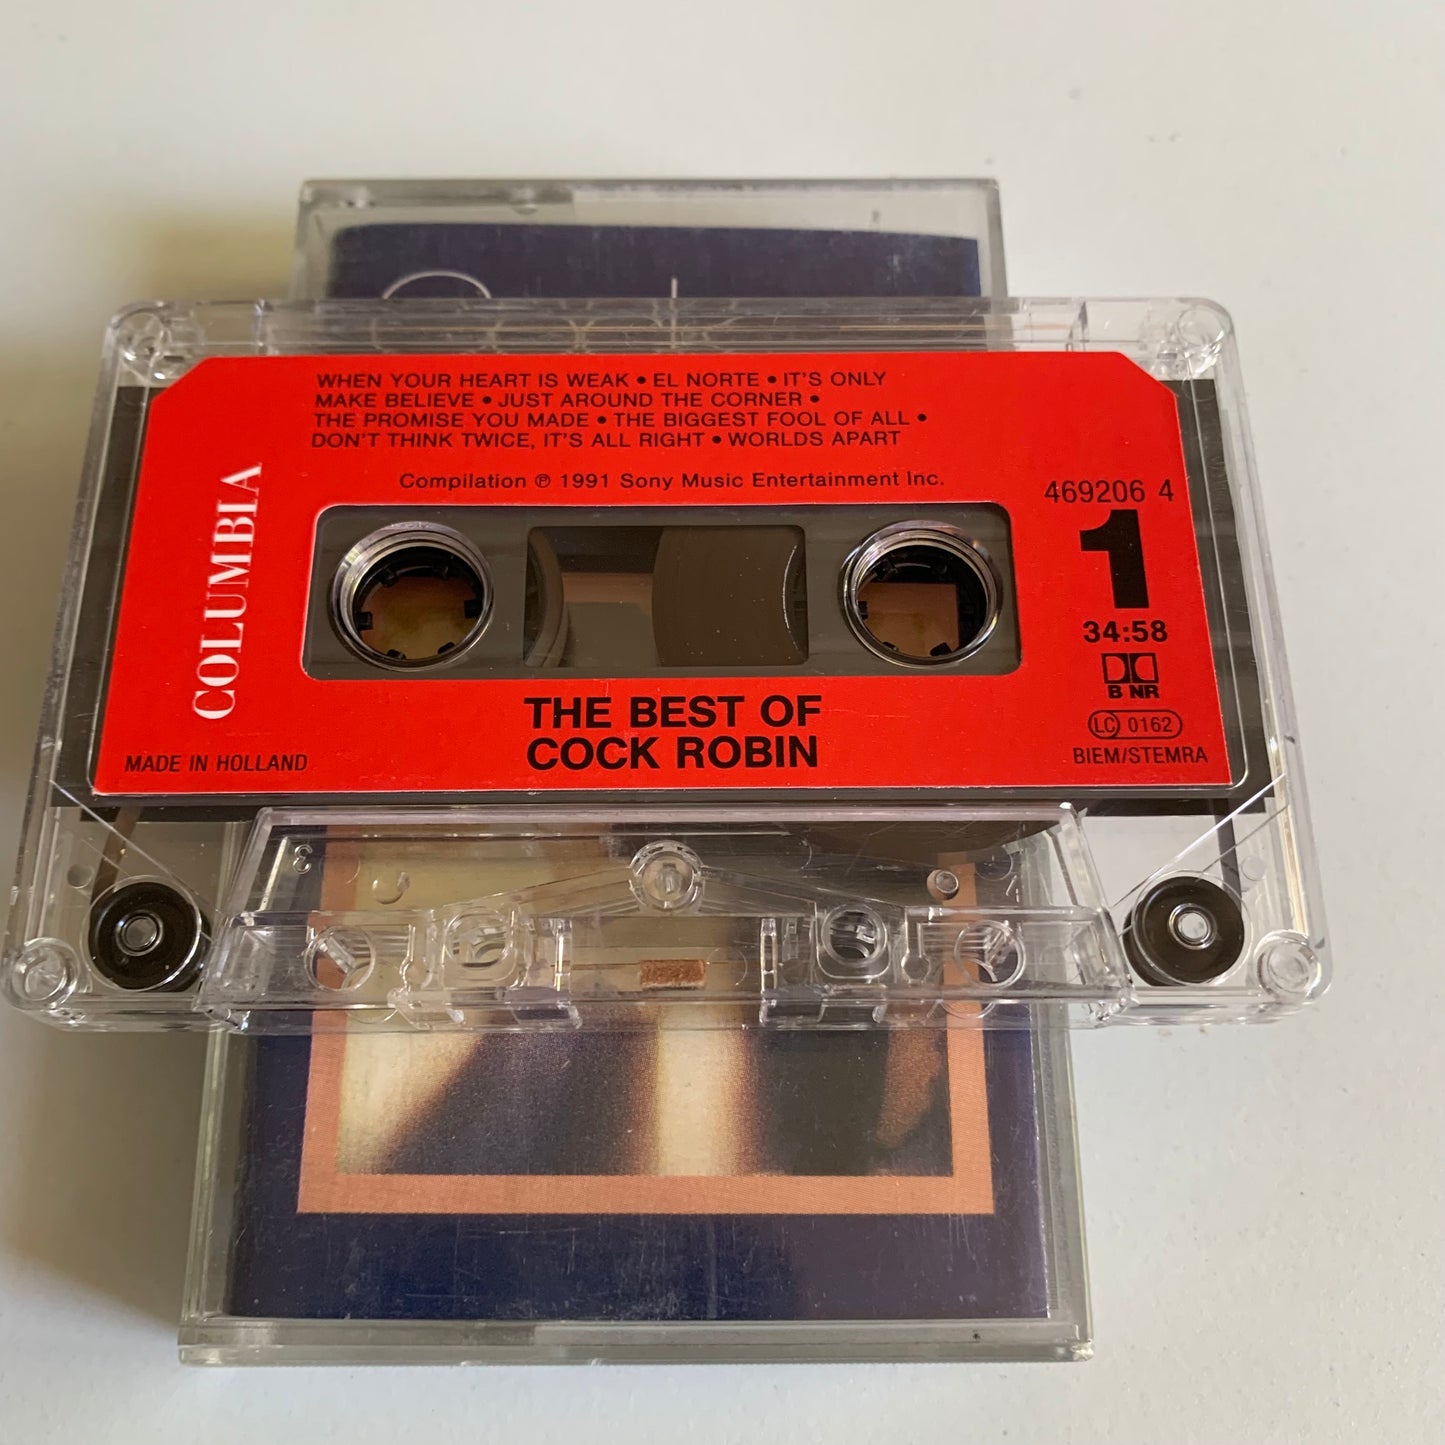 WHEN YOUR HEART IS WEAK • EL NORTE • IT'S ONLY
MAKE BELIEVE • JUST AROUND THE CORNER •
THE PROMISE YOU MADE • THE BIGGEST FOOL OF ALL •
DON'T THINK TWICE, IT'S ALL RIGHT • WORLDS APART
Compilation ℗ 1991 Sony Music Entertainment Inc.
COLUMBIA
469206 4
1
34:58
B NR
LC 0162
BIEM/STEMRA
THE BEST OF
COCK ROBIN
MADE IN HOLLAND
3